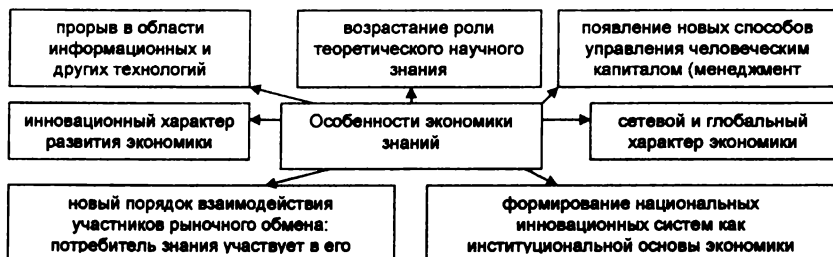 прорыв в области
информационных и
других технологий
возрастание роли
теоретического научного
знания
появление новых способов
управления человеческим
капиталом (менеджмент
инновационный характер
развития экономики
Особенности экономики
знаний
сетевой и глобальный
характер экономики
новый порядок взаимодействия
участников рыночного обмена:
потребитель знания участвует в его
формирование национальных
инновационных систем как
институциональной основы экономики